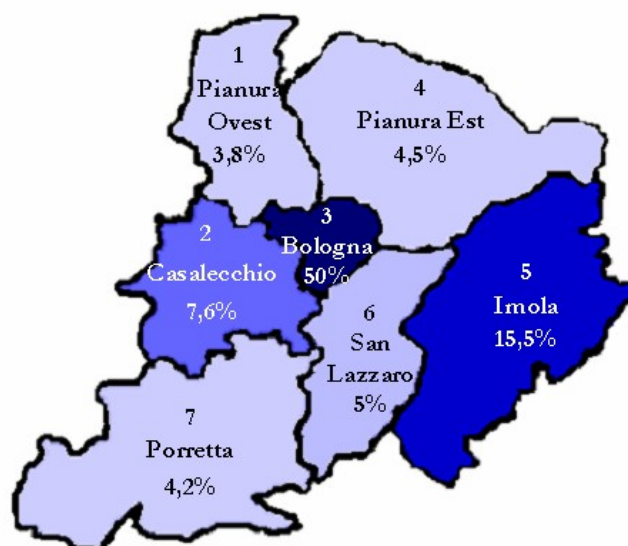 1
Pianura
Ovest
3,8%
4
Pianura Est
4,5%
2
Casalecchio
7,6%
3
Bologna
50%
5
Imola
15,5%
6
San
Lazzaro
5%
7
Porretta
4,2%